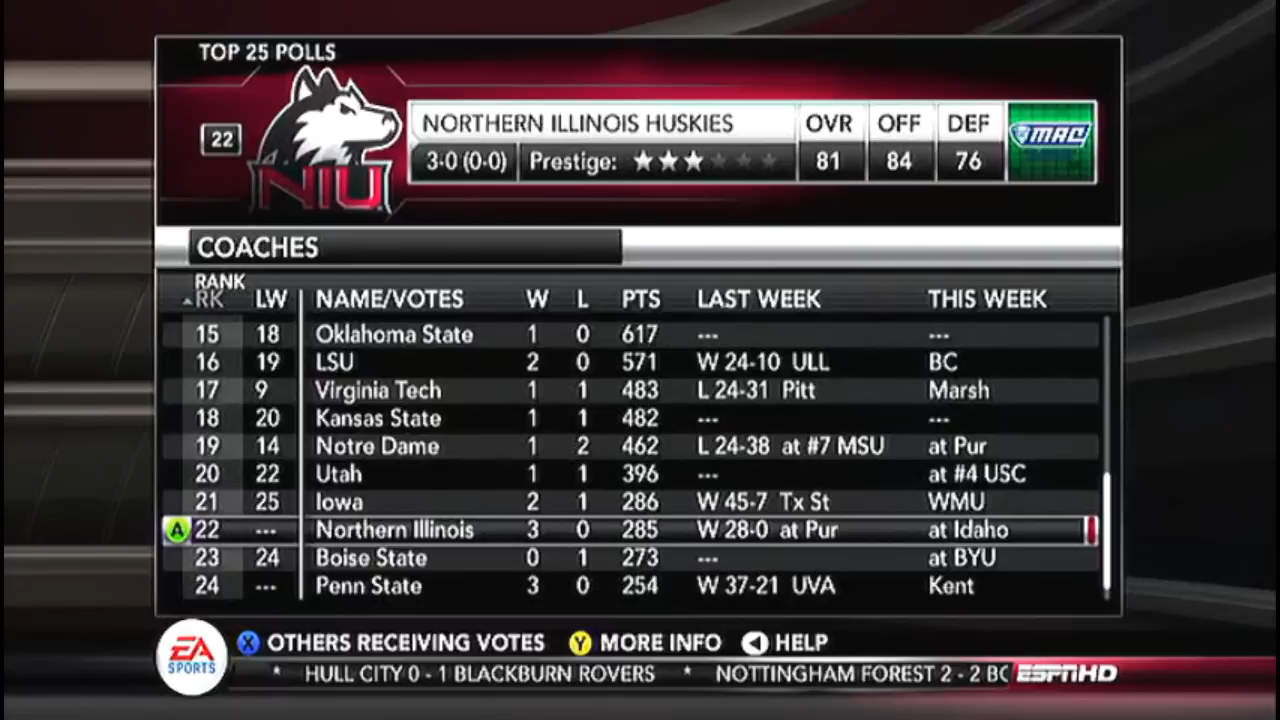 TOP 25 POLLS
22
NIU
NORTHERN ILLINOIS HUSKIES OVR OFF DEF
3-0 (0-0) Prestige: ★★★★★★ 81 84 76
MAC
COACHES
RANK
RK LW NAME/VOTES W L PTS LAST WEEK THIS WEEK
15 18 Oklahoma State 1 0 617 --- ---
16 19 LSU 2 0 571 W 24-10 ULL BC
17 9 Virginia Tech 1 1 483 L 24-31 Pitt Marsh
18 20 Kansas State 1 1 482 --- ---
19 14 Notre Dame 1 2 462 L 24-38 at #7 MSU at Pur
20 22 Utah 1 1 396 --- at #4 USC
21 25 Iowa 2 1 286 W 45-7 Tx St WMU
A 22 --- Northern Illinois 3 0 285 W 28-0 at Pur at Idaho
23 24 Boise State 0 1 273 --- at BYU
24 --- Penn State 3 0 254 W 37-21 UVA Kent
EA SPORTS
X OTHERS RECEIVING VOTES Y MORE INFO HELP
* HULL CITY 0 - 1 BLACKBURN ROVERS * NOTTINGHAM FOREST 2 - 2 BO
ESPNHD